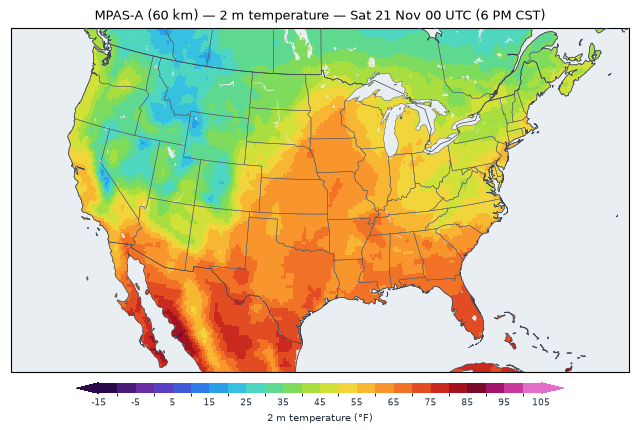 MPAS-A (60 km) — 2 m temperature — Sat 21 Nov 00 UTC (6 PM CST)
-15 -5 5 15 25 35 45 55 65 75 85 95 105
2 m temperature (°F)